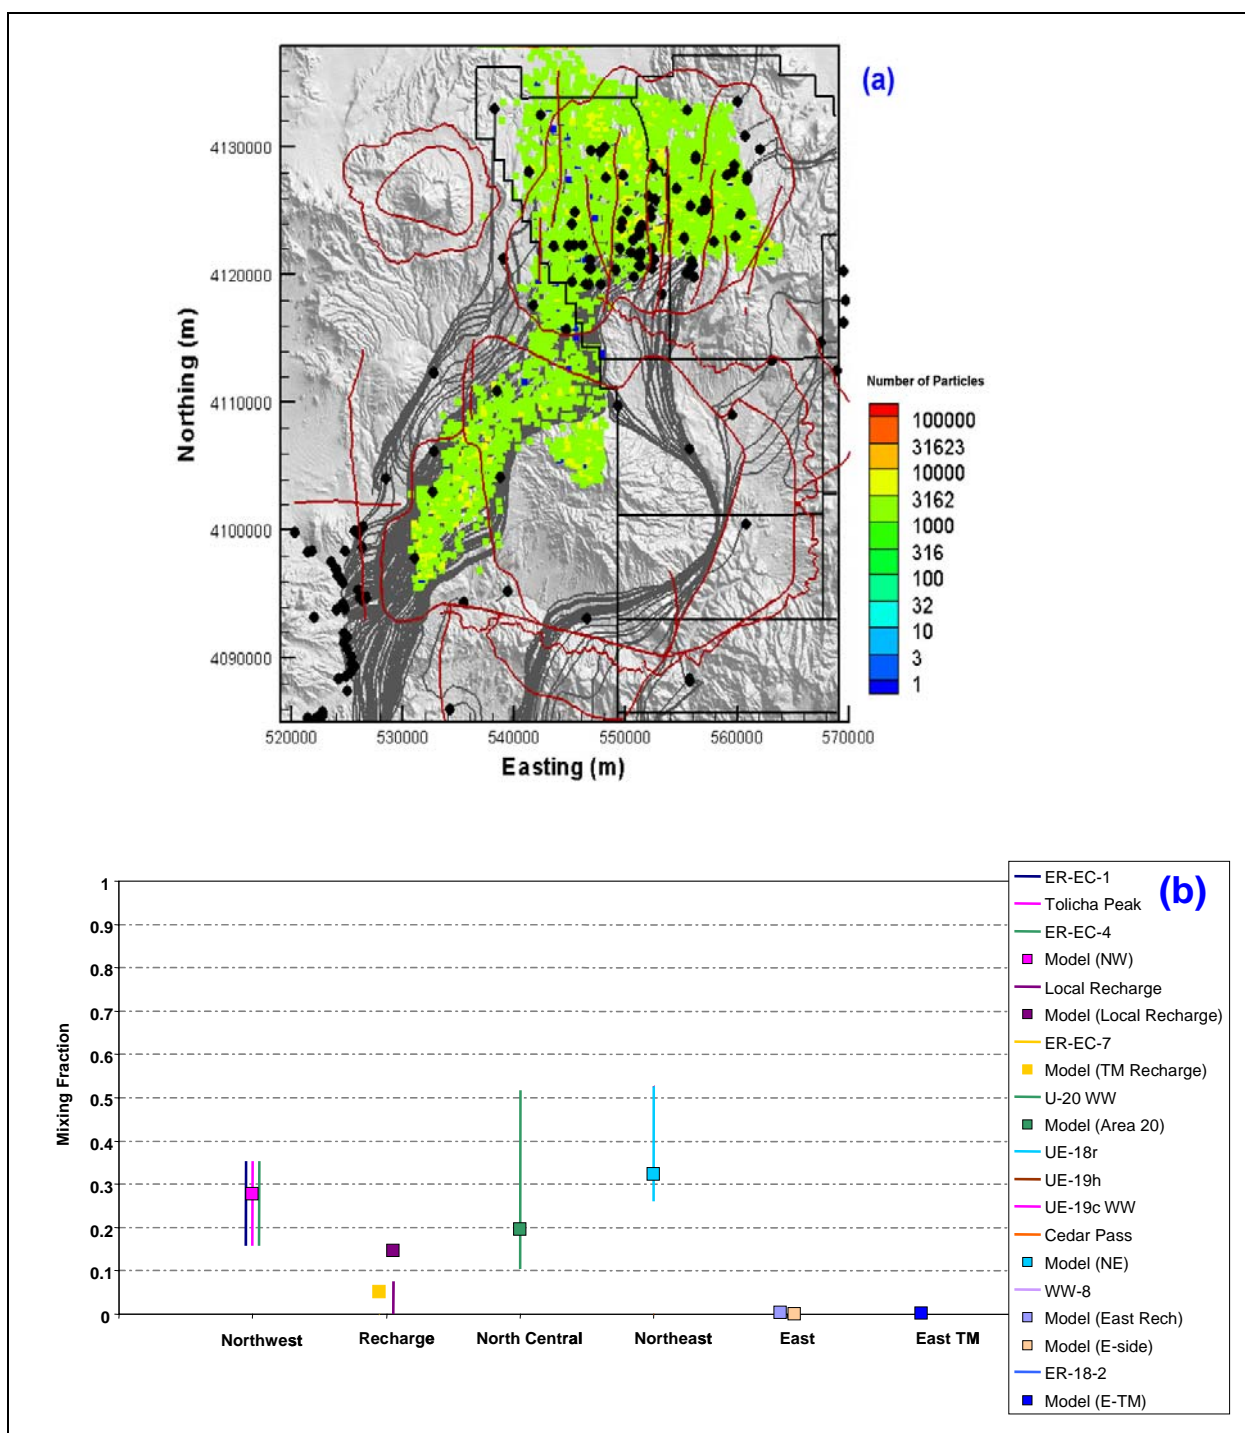 (a)
4130000
4120000
4110000
4100000
4090000
Northing (m)
520000 530000 540000 550000 560000 570000
Easting (m)
Number of Particles
100000
31623
10000
3162
1000
316
100
32
10
3
1
(b)
1
0.9
0.8
0.7
0.6
0.5
0.4
0.3
0.2
0.1
0
Mixing Fraction
Northwest Recharge North Central Northeast East East TM
ER-EC-1
Tolicha Peak
ER-EC-4
Model (NW)
Local Recharge
Model (Local Recharge)
ER-EC-7
Model (TM Recharge)
U-20 WW
Model (Area 20)
UE-18r
UE-19h
UE-19c WW
Cedar Pass
Model (NE)
WW-8
Model (East Rech)
Model (E-side)
ER-18-2
Model (E-TM)